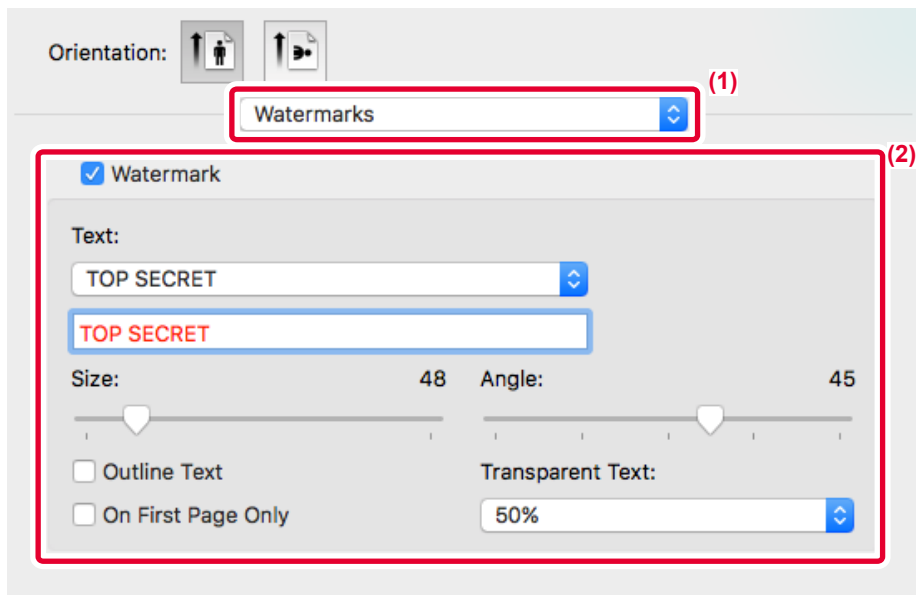 Orientation:
(1)
Watermarks
(2)
Watermark
Text:
TOP SECRET
TOP SECRET
Size: 48 Angle: 45
Outline Text Transparent Text:
On First Page Only 50%